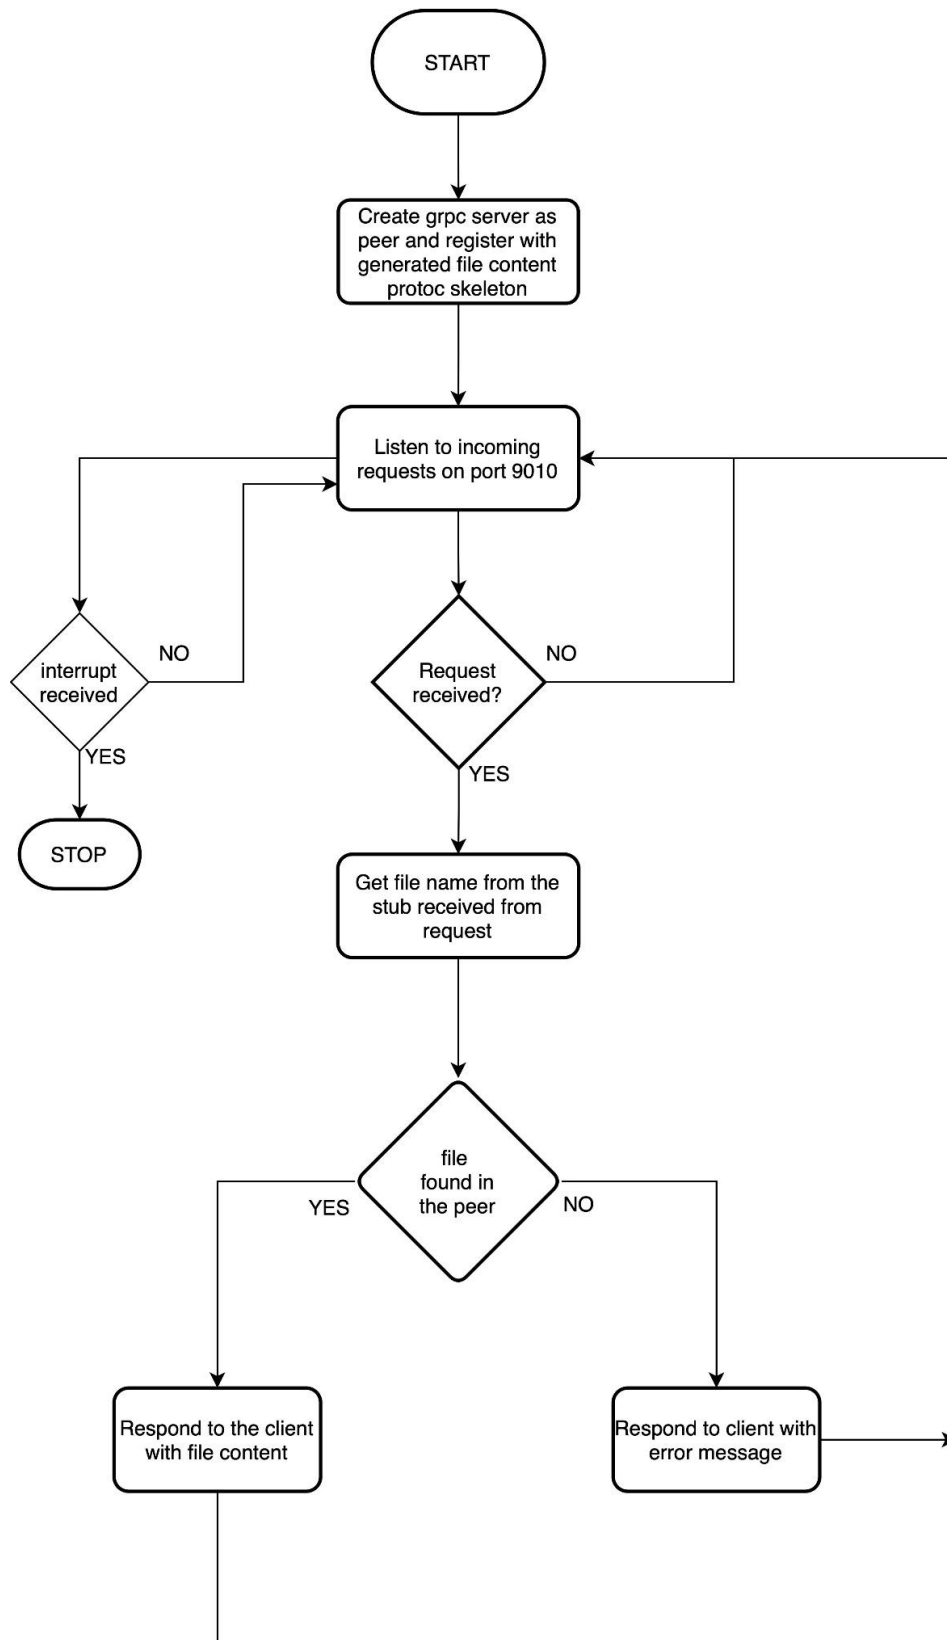 START
Create grpc server as
peer and register with
generated file content
protoc skeleton
Listen to incoming
requests on port 9010
interrupt
received
NO
YES
STOP
Request
received?
NO
YES
Get file name from the
stub received from
request
file
found in
the peer
YES
NO
Respond to the client
with file content
Respond to client with
error message